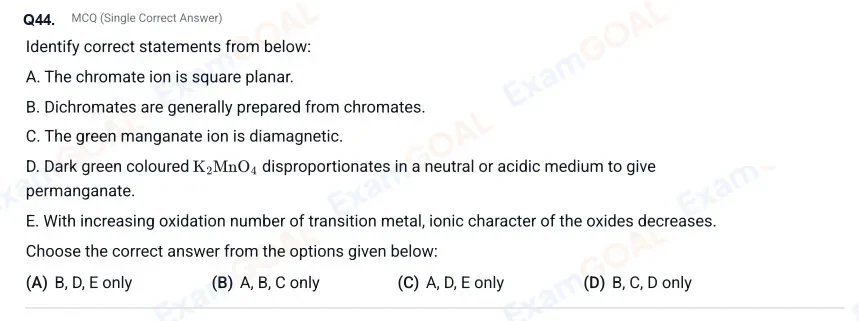 Q44. MCQ (Single Correct Answer)
Identify correct statements from below:
A. The chromate ion is square planar.
B. Dichromates are generally prepared from chromates.
C. The green manganate ion is diamagnetic.
D. Dark green coloured K₂MnO₄ disproportionates in a neutral or acidic medium to give
permanganate.
E. With increasing oxidation number of transition metal, ionic character of the oxides decreases.
Choose the correct answer from the options given below:
(A) B, D, E only (B) A, B, C only (C) A, D, E only (D) B, C, D only
ExamGOAL